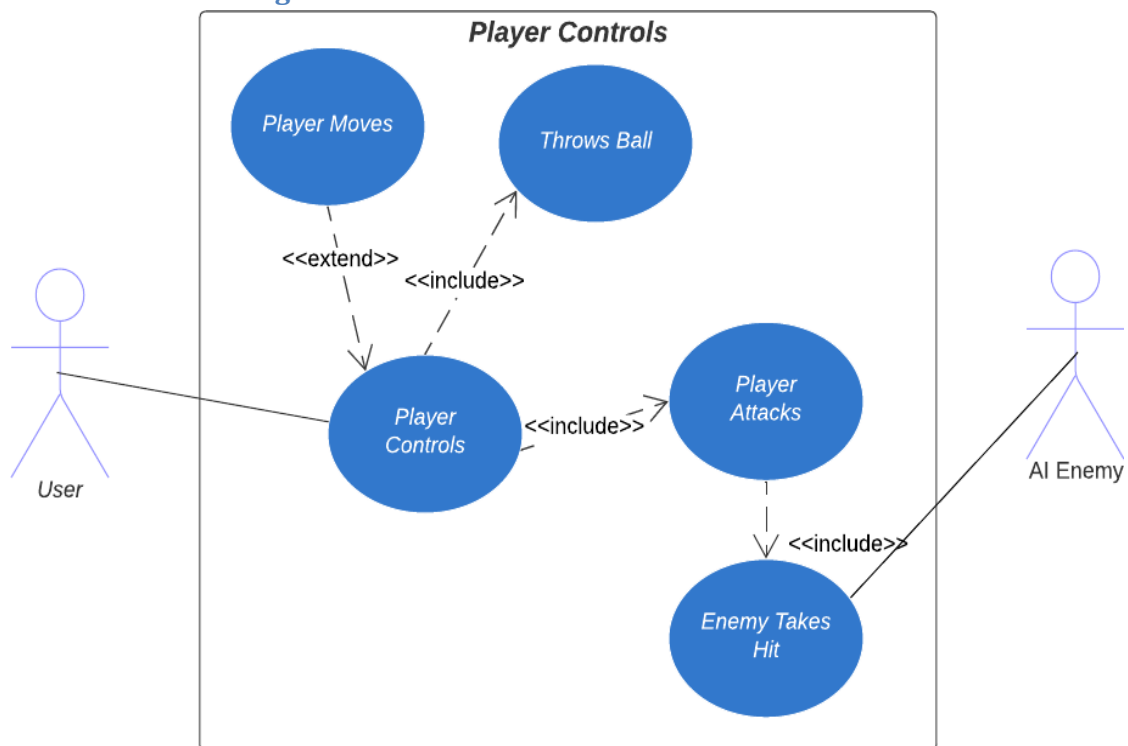 Player Controls
Player Moves
Throws Ball
<<extend>>
<<include>>
Player
Controls
<<include>>
Player
Attacks
User
AI Enemy
<<include>>
Enemy Takes
Hit